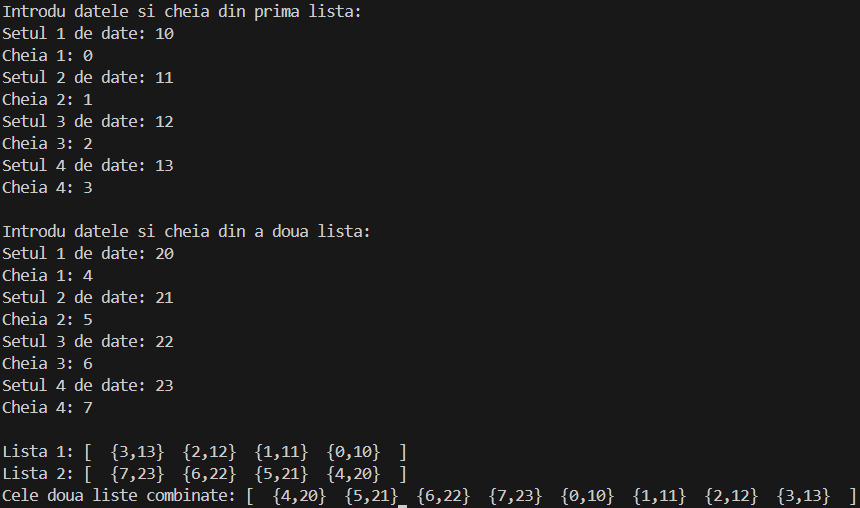 Introdu datele si cheia din prima lista:
Setul 1 de date: 10
Cheia 1: 0
Setul 2 de date: 11
Cheia 2: 1
Setul 3 de date: 12
Cheia 3: 2
Setul 4 de date: 13
Cheia 4: 3

Introdu datele si cheia din a doua lista:
Setul 1 de date: 20
Cheia 1: 4
Setul 2 de date: 21
Cheia 2: 5
Setul 3 de date: 22
Cheia 3: 6
Setul 4 de date: 23
Cheia 4: 7

Lista 1: [  {3,13}  {2,12}  {1,11}  {0,10}  ]
Lista 2: [  {7,23}  {6,22}  {5,21}  {4,20}  ]
Cele doua liste combinate: [  {4,20}  {5,21}  {6,22}  {7,23}  {0,10}  {1,11}  {2,12}  {3,13}  ]